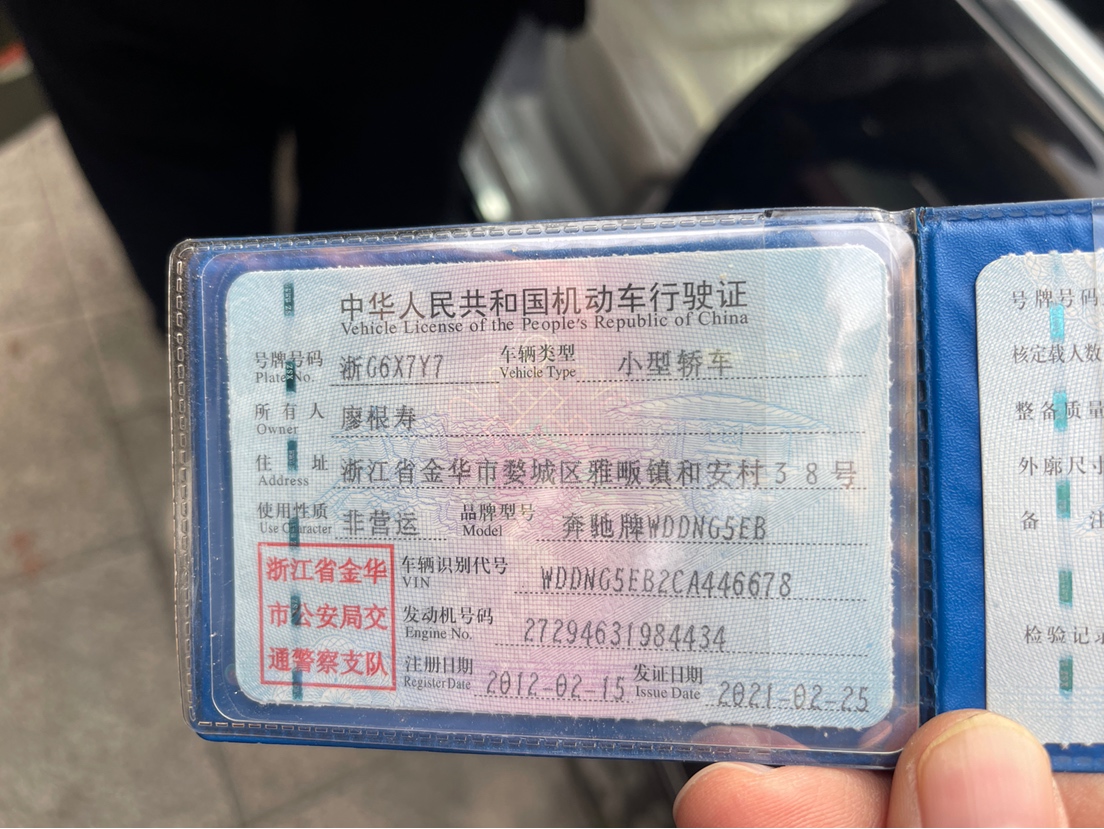 中华人民共和国机动车行驶证
Vehicle License of the People's Republic of China
号牌号码 浙G6X7Y7 车辆类型 小型轿车
Plate No. Vehicle Type
所有人 廖根寿
Owner
住址 浙江省金华市婺城区雅畈镇和安村38号
Address
使用性质 非营运 品牌型号 奔驰牌WDDNG5EB
Use Character Model
浙江省金华
市公安局交
通警察支队
车辆识别代号 WDDNG5EB2CA446678
VIN
发动机号码 27294631984434
Engine No.
注册日期 2012-02-15 发证日期 2021-02-25
Register Date Issue Date
号牌号码
核定载人数
整备质量
外廓尺寸
备注
检验记录